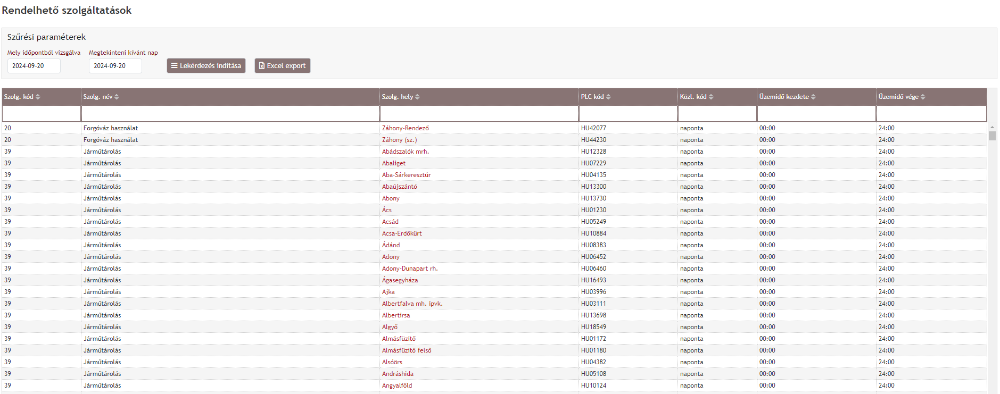 Rendelhető szolgáltatások
Szűrési paraméterek
Mely időpontból vizsgálva Megtekinteni kívánt nap
2024-09-20 2024-09-20 Lekérdezés indítása Excel export
Szolg. kód Szolg. név Szolg. hely PLC kód Közl. kód Üzemidő kezdete Üzemidő vége
20 Forgóváz használat Záhony-Rendező HU42077 naponta 00:00 24:00
20 Forgóváz használat Záhony (sz.) HU44230 naponta 00:00 24:00
39 Járműtárolás Abádszalók mrh. HU12328 naponta 00:00 24:00
39 Járműtárolás Abaliget HU07229 naponta 00:00 24:00
39 Járműtárolás Aba-Sárkeresztúr HU04135 naponta 00:00 24:00
39 Járműtárolás Abaújszántó HU13300 naponta 00:00 24:00
39 Járműtárolás Abony HU13730 naponta 00:00 24:00
39 Járműtárolás Ács HU01230 naponta 00:00 24:00
39 Járműtárolás Acsád HU05249 naponta 00:00 24:00
39 Járműtárolás Acsa-Erdőkürt HU10884 naponta 00:00 24:00
39 Járműtárolás Ádánd HU08383 naponta 00:00 24:00
39 Járműtárolás Adony HU06452 naponta 00:00 24:00
39 Járműtárolás Adony-Dunapart rh. HU06460 naponta 00:00 24:00
39 Járműtárolás Ágasegyháza HU16493 naponta 00:00 24:00
39 Járműtárolás Ajka HU03996 naponta 00:00 24:00
39 Járműtárolás Albertfalva mh. ipvk. HU03111 naponta 00:00 24:00
39 Járműtárolás Albertirsa HU13698 naponta 00:00 24:00
39 Járműtárolás Algyő HU18549 naponta 00:00 24:00
39 Járműtárolás Almásfüzitő HU01172 naponta 00:00 24:00
39 Járműtárolás Almásfüzitő felső HU01180 naponta 00:00 24:00
39 Járműtárolás Alsóörs HU04382 naponta 00:00 24:00
39 Járműtárolás Andráshida HU05108 naponta 00:00 24:00
39 Járműtárolás Angyalföld HU10124 naponta 00:00 24:00